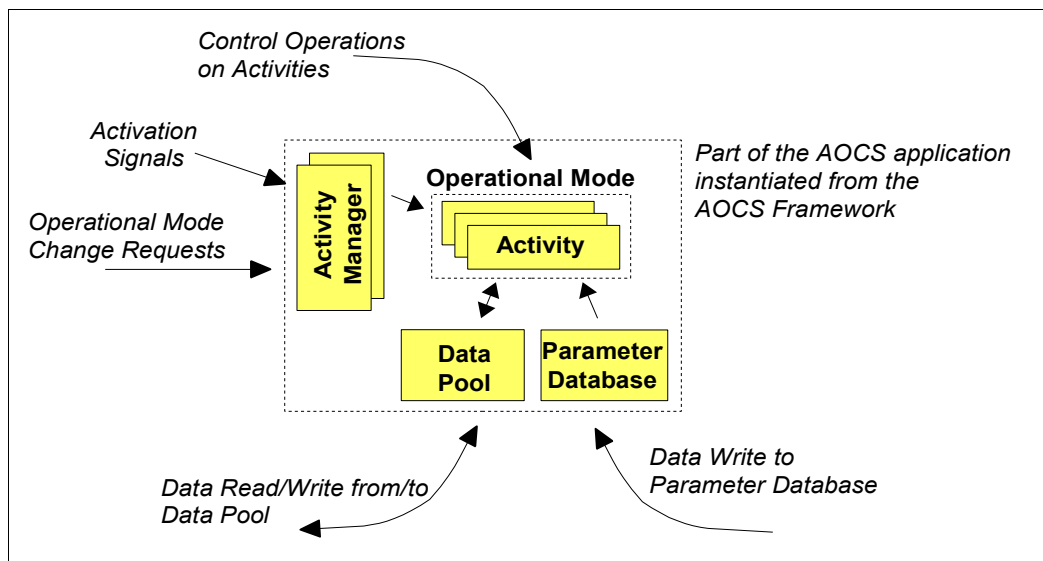 Control Operations
on Activities
Activation
Signals
Part of the AOCS application
instantiated from the
AOCS Framework
Operational Mode
Operational Mode
Change Requests
Activity
Manager
Activity
Data
Pool
Parameter
Database
Data Read/Write from/to
Data Pool
Data Write to
Parameter Database